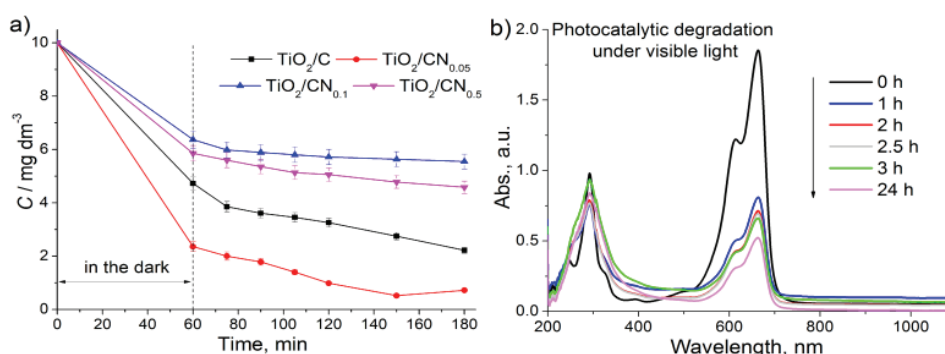 a)
TiO2/C
TiO2/CN0.05
TiO2/CN0.1
TiO2/CN0.5
C / mg dm-3
10
8
6
4
2
0
in the dark
0 20 40 60 80 100 120 140 160 180
Time, min
b)
Photocatalytic degradation
under visible light
0 h
1 h
2 h
2.5 h
3 h
24 h
Abs., a.u.
2.0
1.5
1.0
0.5
0.0
200 400 600 800 1000
Wavelength, nm